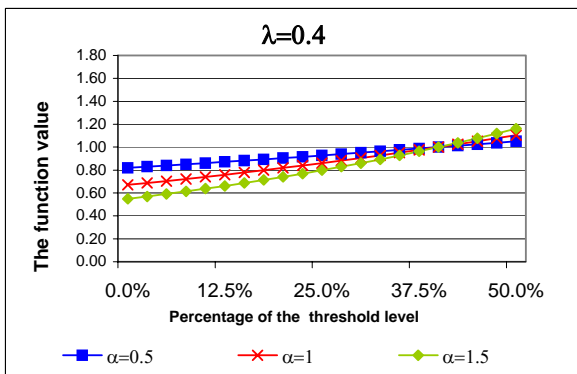 λ=0.4
The function value
1.80
1.60
1.40
1.20
1.00
0.80
0.60
0.40
0.20
0.00
0.0% 12.5% 25.0% 37.5% 50.0%
Percentage of the threshold level
α=0.5 α=1 α=1.5